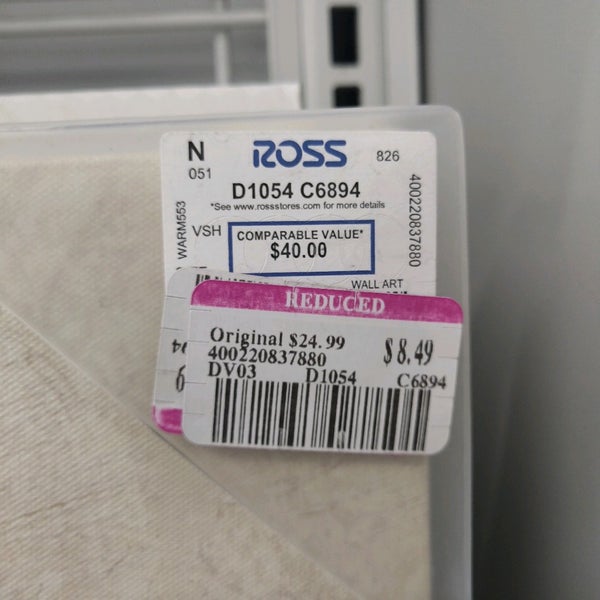 N
051
ROSS
826
D1054 C6894
*See www.rossstores.com for more details
WARM553
VSH
COMPARABLE VALUE*
$40.00
400220837880
WALL ART
REDUCED
Original $24.99
$8.49
400220837880
DV03 D1054 C6894